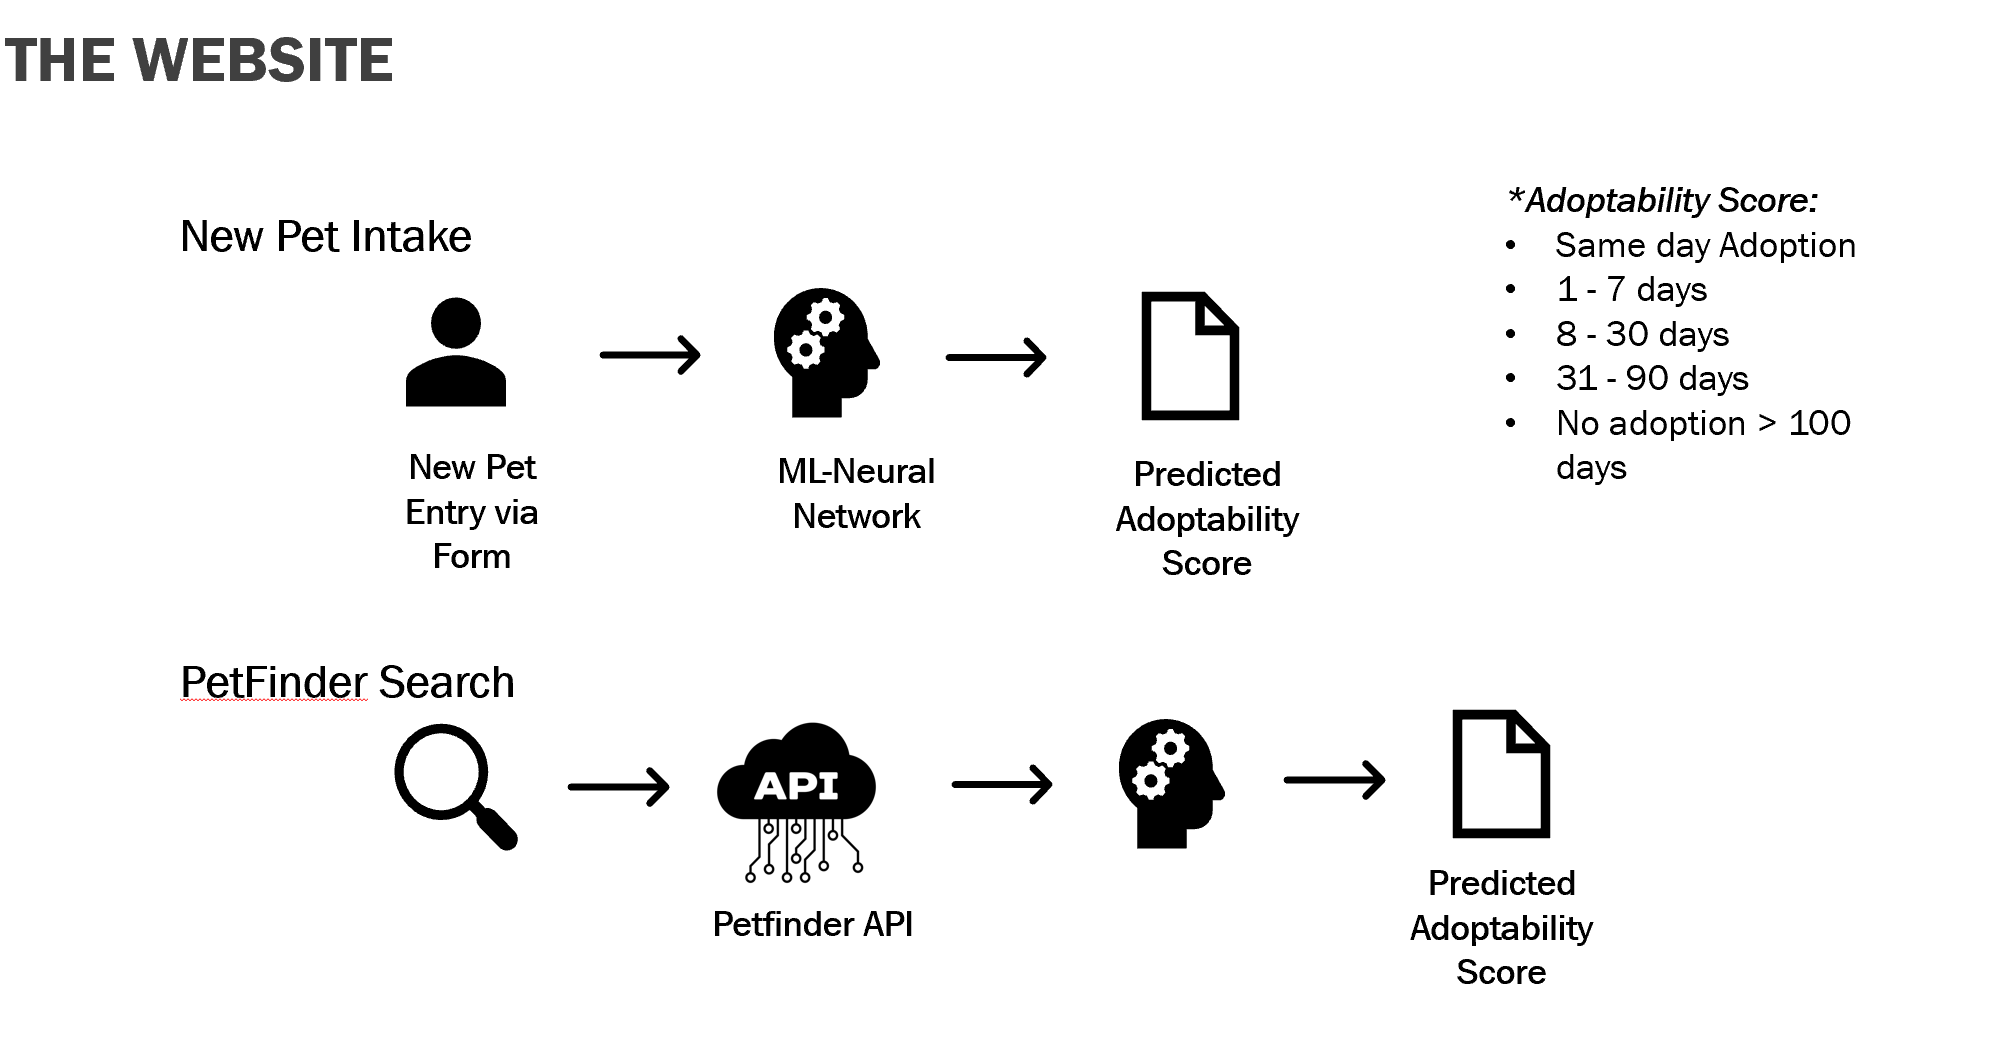 THE WEBSITE
New Pet Intake
New Pet
Entry via
Form
ML-Neural
Network
Predicted
Adoptability
Score
*Adoptability Score:
• Same day Adoption
• 1 - 7 days
• 8 - 30 days
• 31 - 90 days
• No adoption > 100
days
PetFinder Search
API
Petfinder API
Predicted
Adoptability
Score